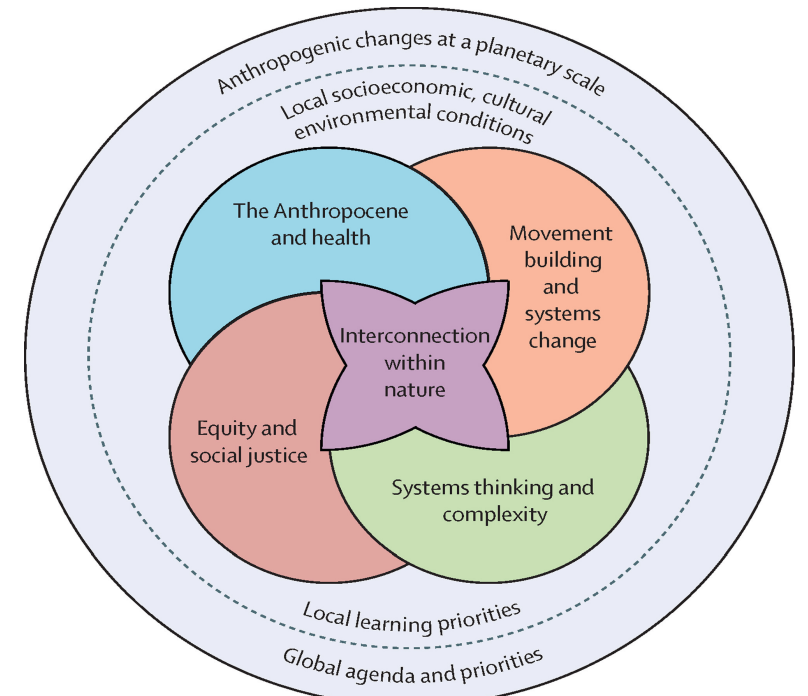 Anthropogenic changes at a planetary scale
Local socioeconomic, cultural
environmental conditions
The Anthropocene
and health
Movement
building
and
systems
change
Interconnection
within
nature
Equity and
social justice
Systems thinking and
complexity
Local learning priorities
Global agenda and priorities